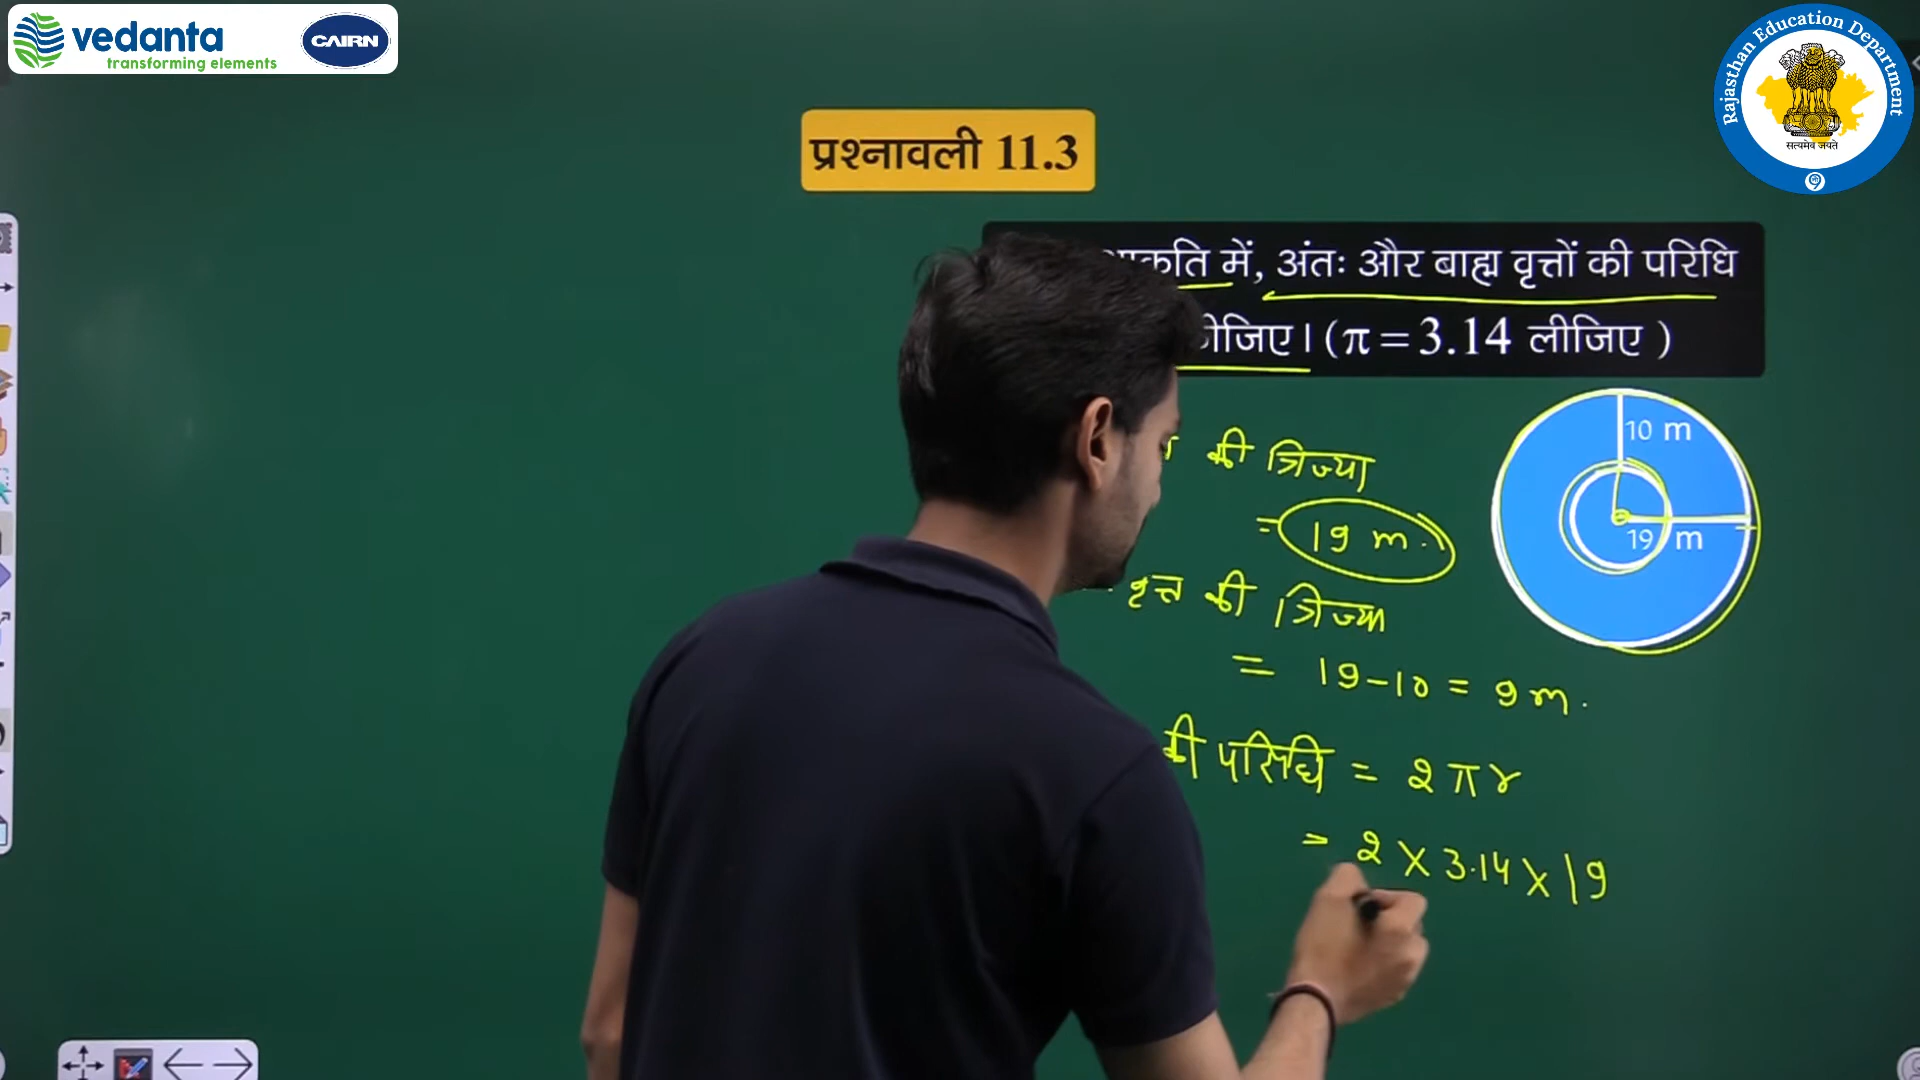 vedanta
transforming elements
CAIRN
Rajasthan Education Department
सत्यमेव जयते
प्रश्नावली 11.3
में, अंतः और बाह्य वृत्तों की परिधि
(π = 3.14 लीजिए )
10 m
19 m
की त्रिज्या
= 19 m.
वृत्त की त्रिज्या
= 19-10 = 9m.
की परिधि = 2πr
= 2 X 3.14 X 19